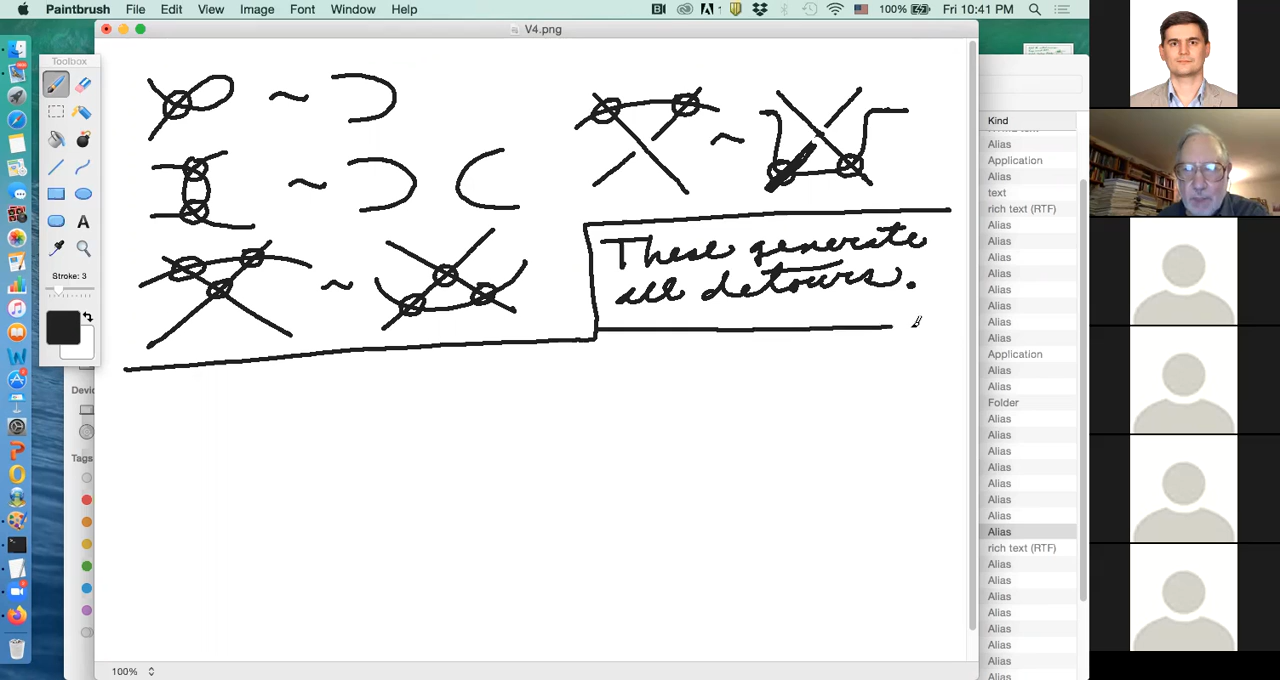 Paintbrush File Edit View Image Font Window Help
100% Fri 10:41 PM
V4.png
Toolbox
A
Stroke: 3
~
~
~
~
These generate
all detours.
100%
Devic
Tags
Kind
Alias
Application
Alias
text
rich text (RTF)
Alias
Alias
Alias
Alias
Alias
Alias
Alias
Application
Alias
Alias
Folder
Alias
Alias
Alias
Alias
Alias
Alias
Alias
Alias
rich text (RTF)
Alias
Alias
Alias
Alias
Alias
Alias
Alias
Alias